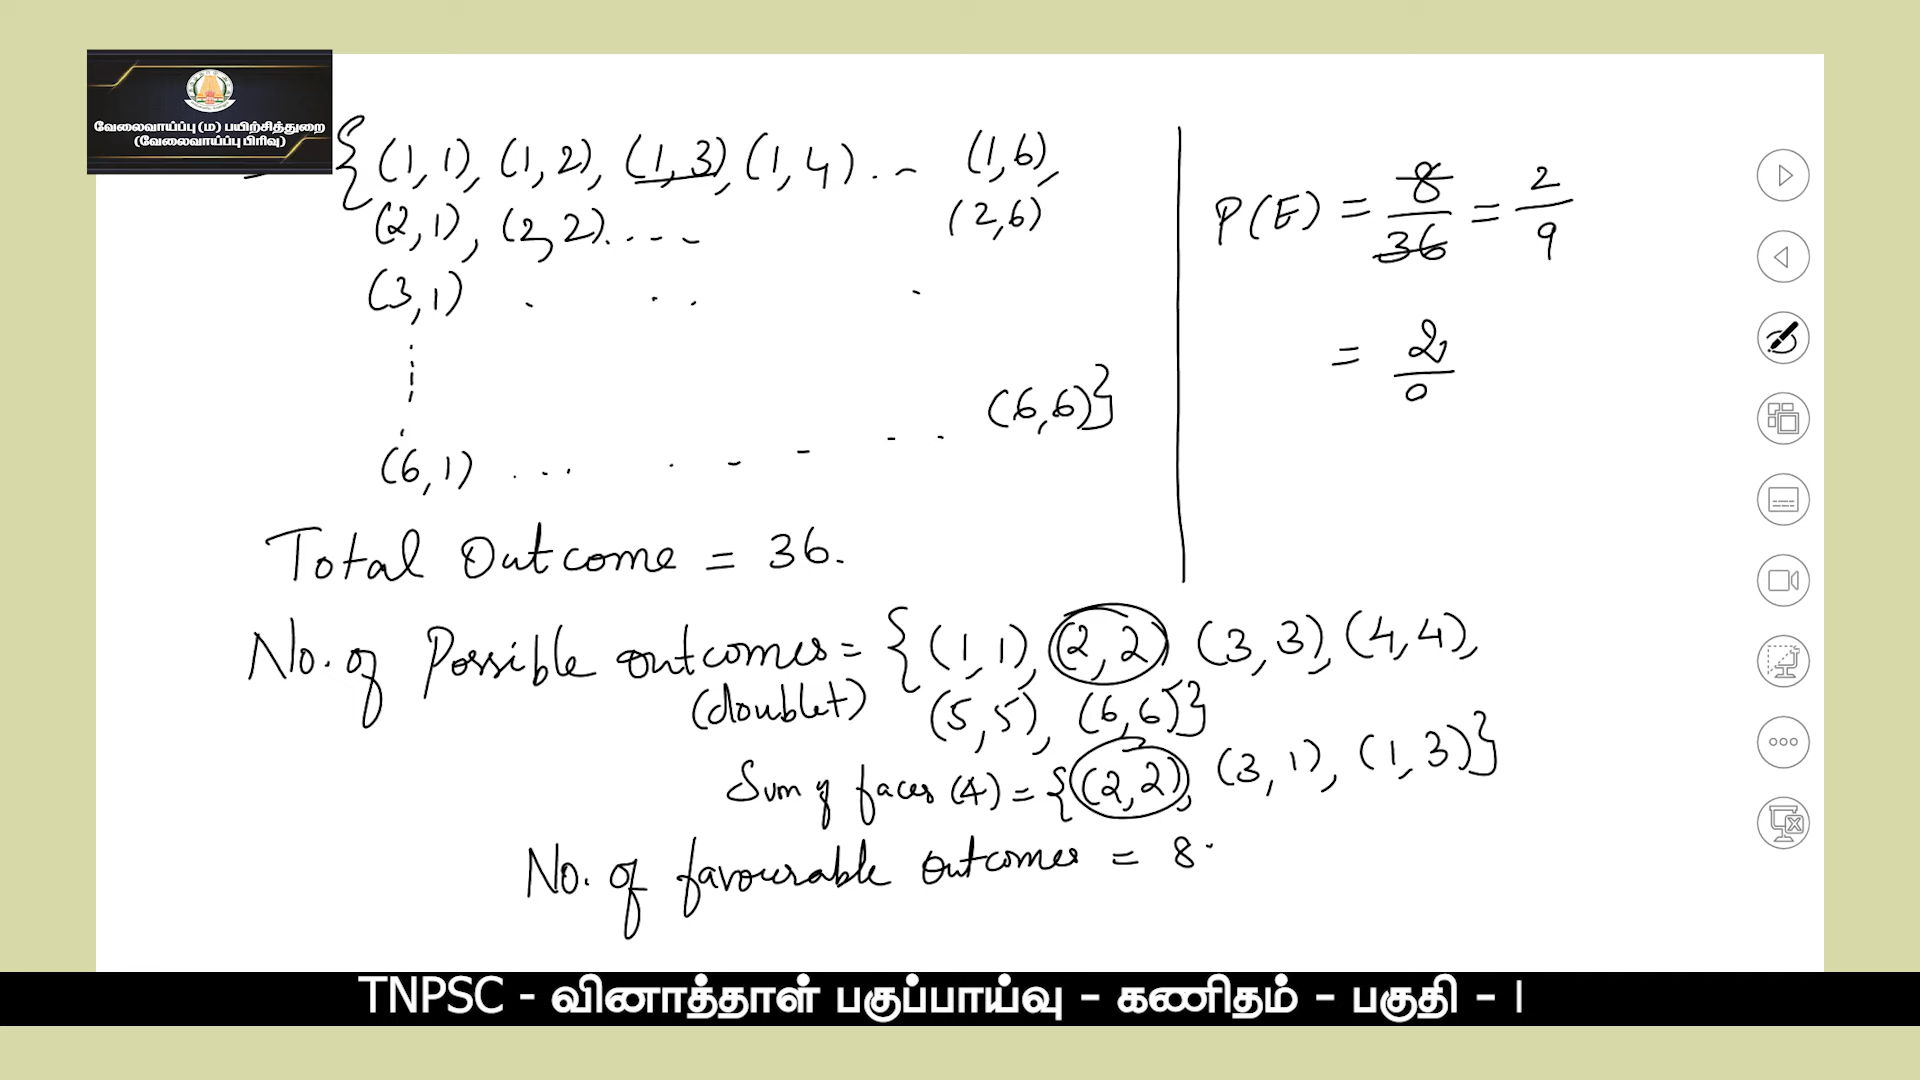 வேலைவாய்ப்பு (ம) பயிற்சித்துறை
(வேலைவாய்ப்பு பிரிவு)
= {(1, 1), (1, 2), (1, 3), (1, 4) . .. (1, 6),
(2, 1), (2, 2). ... (2, 6)
(3, 1) . .. .
(6, 6)}
(6, 1) ... . - - - -
Total Outcome = 36.
No. of Possible outcomes = {(1, 1), (2, 2) (3, 3), (4, 4),
(doublet) (5, 5), (6, 6)}
Sum of faces (4) = {(2, 2), (3, 1), (1, 3)}
No. of favourable outcomes = 8.
P(E) = 8/36 = 2/9
= 2/
TNPSC - வினாத்தாள் பகுப்பாய்வு - கணிதம் - பகுதி - I